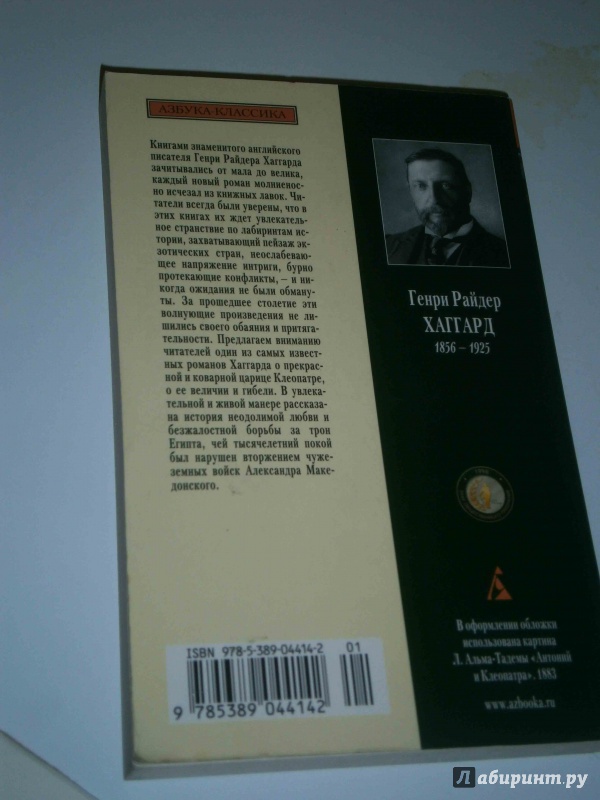 АЗБУКА КЛАССИКА
Книгами знаменитого английского
писателя Генри Райдера Хаггарда
зачитывались от мала до велика,
каждый новый роман молниенос-
но исчезал из книжных лавок. Чи-
татели всегда были уверены, что в
этих книгах их ждет увлекатель-
ное странствие по лабиринтам ис-
тории, захватывающий пейзаж эк-
зотических стран, неослабеваю-
щее напряжение интриги, бурно
протекающие конфликты, – и ни-
когда ожидания не были обману-
ты. За прошедшее столетие эти
волнующие произведения не ли-
шились своего обаяния и притяга-
тельности. Предлагаем вниманию
читателей один из самых извест-
ных романов Хаггарда о прекрас-
ной и коварной царице Клеопатре,
о ее величии и гибели. В увлека-
тельной и живой манере рассказа-
на история неодолимой любви и
безжалостной борьбы за трон
Египта, чей тысячелетний покой
был нарушен вторжением чуже-
земных войск Александра Маке-
донского.
ISBN 978-5-389-04414-2
01
9 785389 044142
Генри Райдер
ХАГГАРД
1856 – 1925
В оформлении обложки
использована картина
Л. Альма-Тадемы «Антоний
и Клеопатра». 1883
www.azbooka.ru
Лабиринт.ру